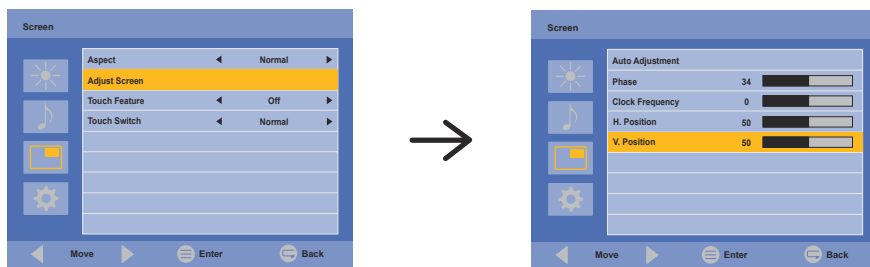 Screen
Aspect Normal
Adjust Screen
Touch Feature Off
Touch Switch Normal
Move Enter Back
Screen
Auto Adjustment
Phase 34
Clock Frequency 0
H. Position 50
V. Position 50
Move Enter Back